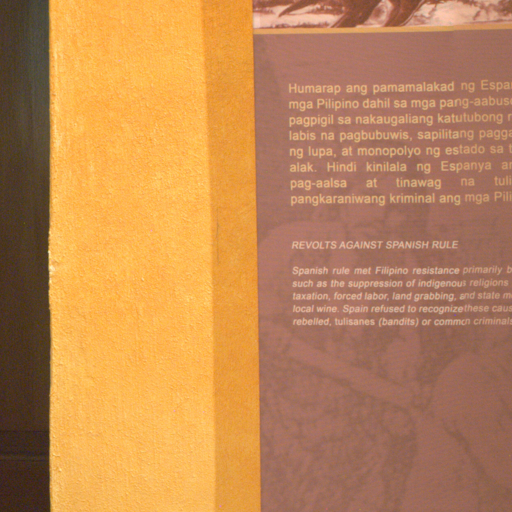 Humarap ang pamamalakad ng Espa
mga Pilipino dahil sa mga pang-aabus
pagpigil sa nakaugaliang katutubong
labis na pagbubuwis, sapilitang pagg
ng lupa, at monopolyo ng estado sa t
alak. Hindi kinilala ng Espanya a
pag-aalsa at tinawag na tuli
pangkaraniwang kriminal ang mga Pili
REVOLTS AGAINST SPANISH RULE
Spanish rule met Filipino resistance primarily b
such as the suppression of indigenous religions
taxation, forced labor, land grabbing, and state m
local wine. Spain refused to recognizethese caus
rebelled, tulisanes (bandits) or common criminal